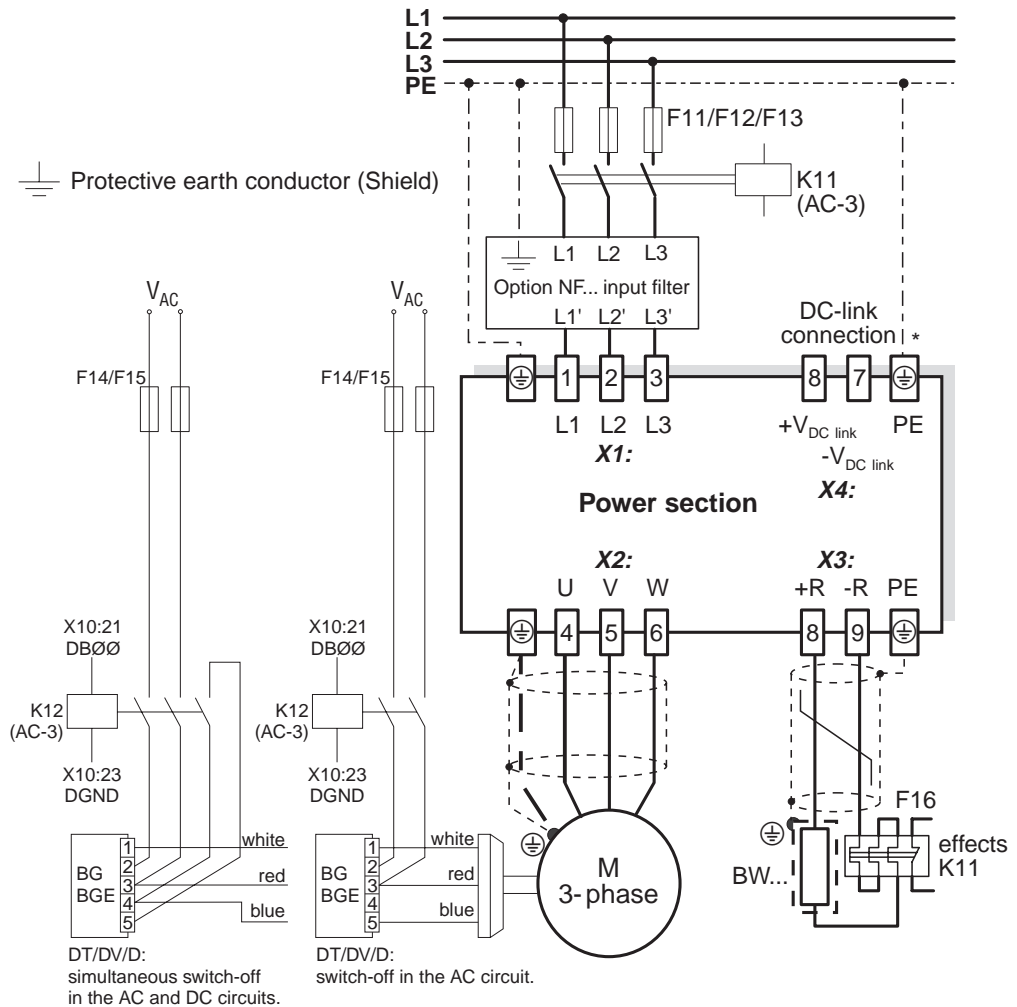 L1
L2
L3
PE
F11/F12/F13
Protective earth conductor (Shield)
K11
(AC-3)
L1 L2 L3
Option NF... input filter
L1' L2' L3'
DC-link
connection *
VAC
VAC
F14/F15
F14/F15
1 2 3 8 7
L1 L2 L3
X1:
+VDC link PE
-VDC link
X4:
Power section
X2: X3:
U V W +R -R PE
4 5 6 8 9
X10:21
DBØØ
K12
(AC-3)
X10:23
DGND
X10:21
DBØØ
K12
(AC-3)
X10:23
DGND
BG
BGE
1
2
3
4
5
white
red
blue
BG
BGE
1
2
3
4
5
white
red
blue
M
3-phase
F16
effects
K11
BW...
DT/DV/D:
simultaneous switch-off
in the AC and DC circuits.
DT/DV/D:
switch-off in the AC circuit.